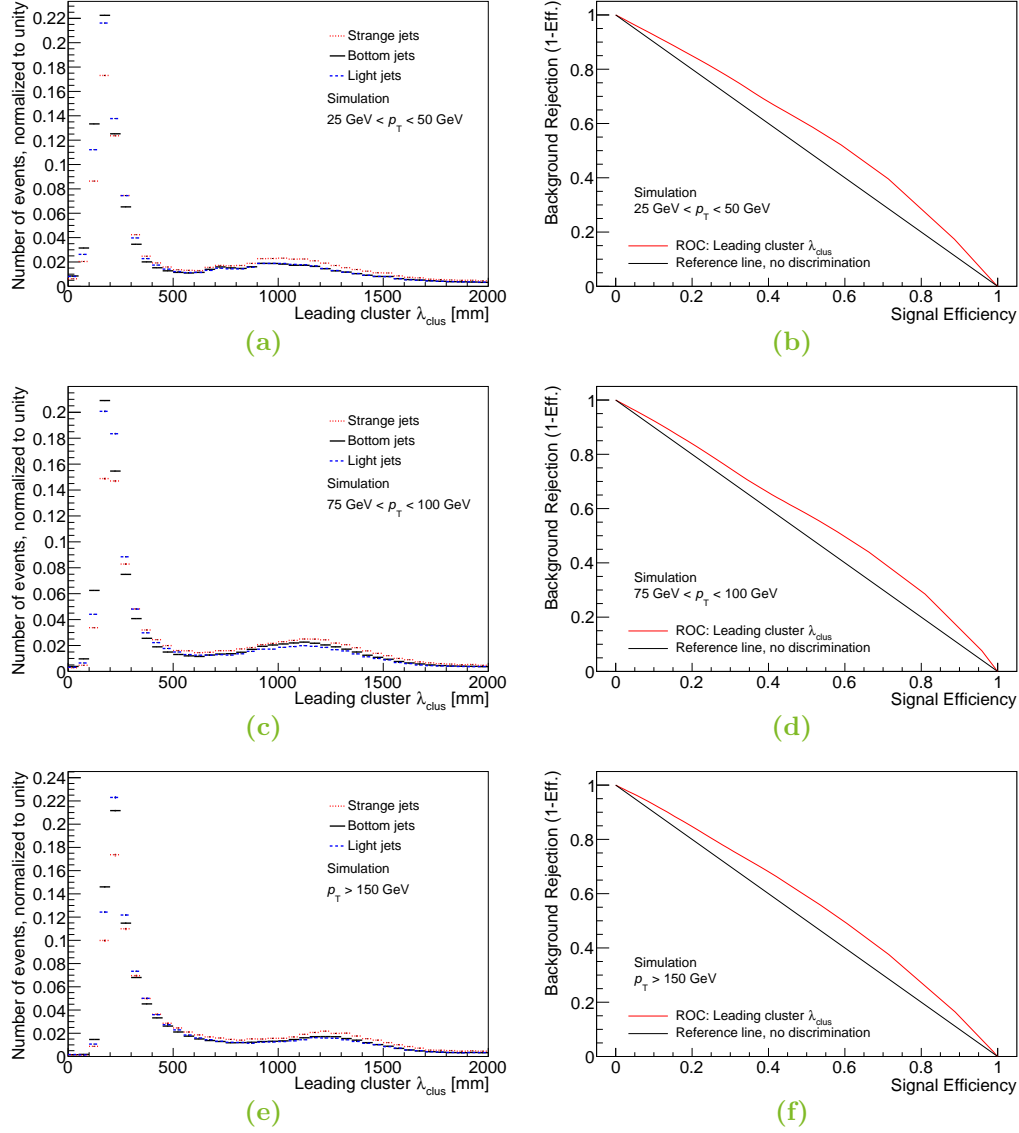 Number of events, normalized to unity
0.22
0.2
0.18
0.16
0.14
0.12
0.1
0.08
0.06
0.04
0.02
0
Strange jets
Bottom jets
Light jets
Simulation
25 GeV < pT < 50 GeV
0 500 1000 1500 2000
Leading cluster λclus [mm]
(a)
Background Rejection (1-Eff.)
1
0.8
0.6
0.4
0.2
0
Simulation
25 GeV < pT < 50 GeV
ROC: Leading cluster λclus
Reference line, no discrimination
0 0.2 0.4 0.6 0.8 1
Signal Efficiency
(b)
Number of events, normalized to unity
0.2
0.18
0.16
0.14
0.12
0.1
0.08
0.06
0.04
0.02
0
Strange jets
Bottom jets
Light jets
Simulation
75 GeV < pT < 100 GeV
0 500 1000 1500 2000
Leading cluster λclus [mm]
(c)
Background Rejection (1-Eff.)
1
0.8
0.6
0.4
0.2
0
Simulation
75 GeV < pT < 100 GeV
ROC: Leading cluster λclus
Reference line, no discrimination
0 0.2 0.4 0.6 0.8 1
Signal Efficiency
(d)
Number of events, normalized to unity
0.24
0.22
0.2
0.18
0.16
0.14
0.12
0.1
0.08
0.06
0.04
0.02
0
Strange jets
Bottom jets
Light jets
Simulation
pT > 150 GeV
0 500 1000 1500 2000
Leading cluster λclus [mm]
(e)
Background Rejection (1-Eff.)
1
0.8
0.6
0.4
0.2
0
Simulation
pT > 150 GeV
ROC: Leading cluster λclus
Reference line, no discrimination
0 0.2 0.4 0.6 0.8 1
Signal Efficiency
(f)